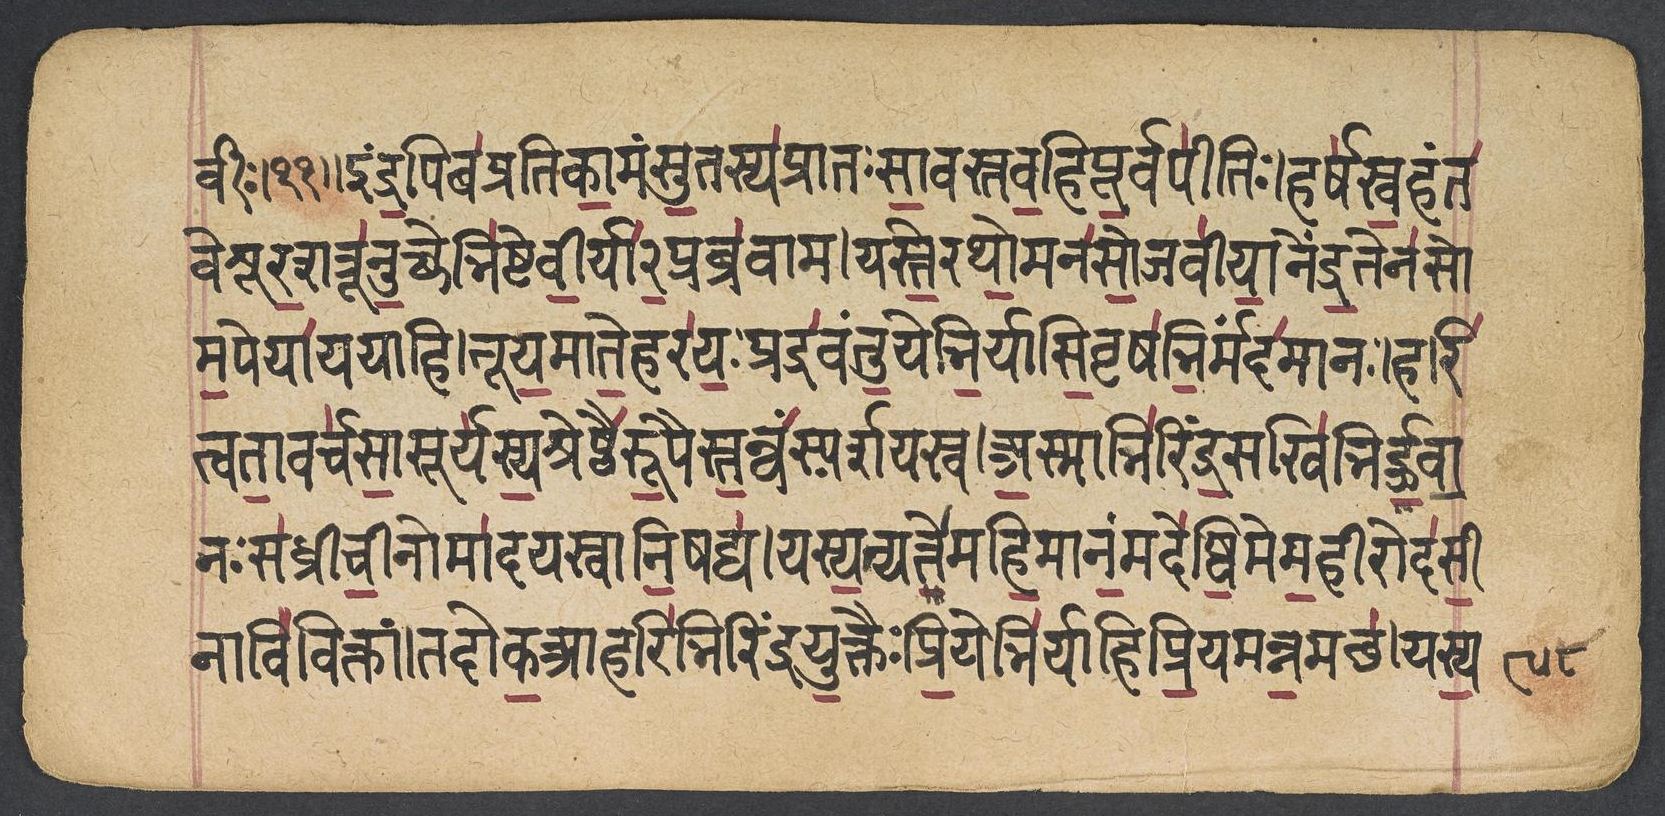 वीः।११॥इंद्रपिबप्रतिकामंसुतस्यप्रातःसावस्तवहिपूर्वपीतिः।हर्षस्वहंत
वेशूरशत्रूनुक्थेभिष्टेवीर्या३प्रब्रवाम।यस्तेरथोमनसोजवीयानेंद्रतेनसो
मपेयाययाहि।तूयमातेहरयःप्रद्रवंतुयेभिर्यासिवृषभिर्मंदमानः।हरि
त्वतावर्चसासूर्यस्यश्रेष्ठैरूपैस्तन्वंस्पर्शयस्व।अस्माभिरिंद्रसखिभिर्हुवा
नःसध्रीचीनोमादयस्वानिषद्य।यस्यत्यत्तेमहिमानंमदेष्विमेमहीरोदसी
नाविविक्तां।तदोकआहरिभिरिंद्रयुक्तैःप्रियेभिर्याहिप्रियमन्नमच्छ।यस्य